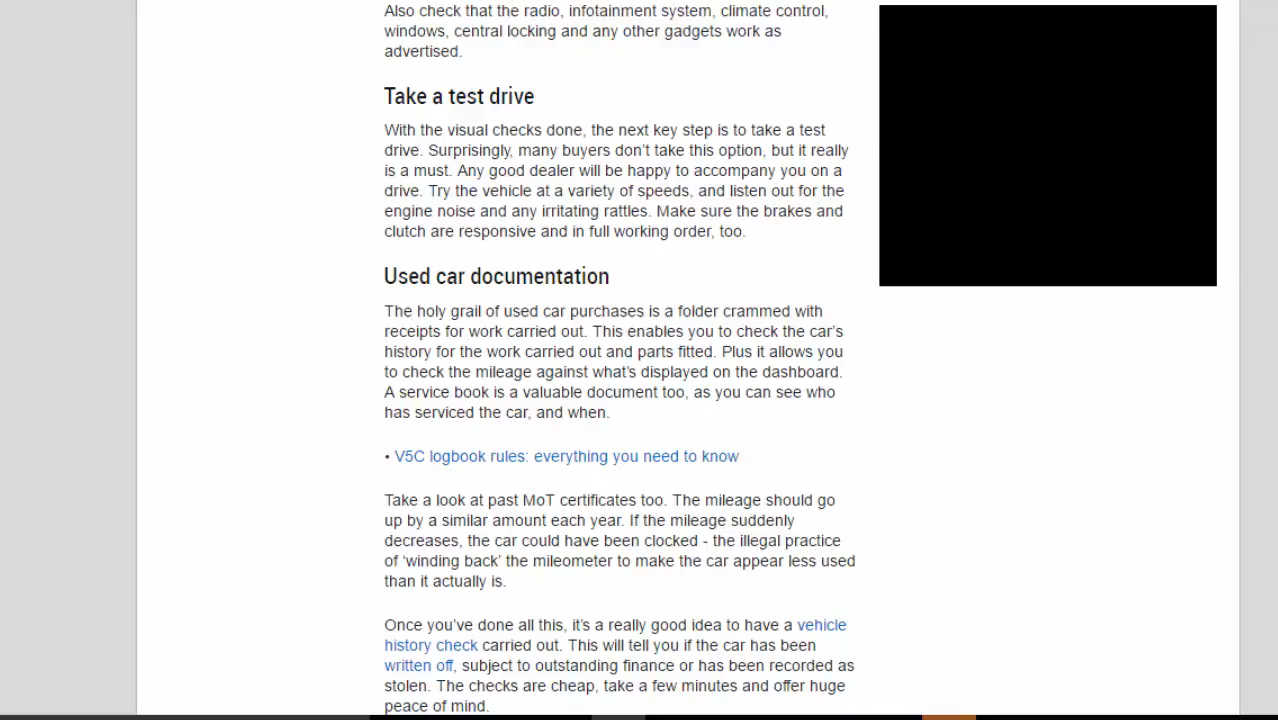 Also check that the radio, infotainment system, climate control,
windows, central locking and any other gadgets work as
advertised.
Take a test drive
With the visual checks done, the next key step is to take a test
drive. Surprisingly, many buyers don’t take this option, but it really
is a must. Any good dealer will be happy to accompany you on a
drive. Try the vehicle at a variety of speeds, and listen out for the
engine noise and any irritating rattles. Make sure the brakes and
clutch are responsive and in full working order, too.
Used car documentation
The holy grail of used car purchases is a folder crammed with
receipts for work carried out. This enables you to check the car’s
history for the work carried out and parts fitted. Plus it allows you
to check the mileage against what’s displayed on the dashboard.
A service book is a valuable document too, as you can see who
has serviced the car, and when.
• V5C logbook rules: everything you need to know
Take a look at past MoT certificates too. The mileage should go
up by a similar amount each year. If the mileage suddenly
decreases, the car could have been clocked - the illegal practice
of ‘winding back’ the mileometer to make the car appear less used
than it actually is.
Once you’ve done all this, it’s a really good idea to have a vehicle
history check carried out. This will tell you if the car has been
written off, subject to outstanding finance or has been recorded as
stolen. The checks are cheap, take a few minutes and offer huge
peace of mind.